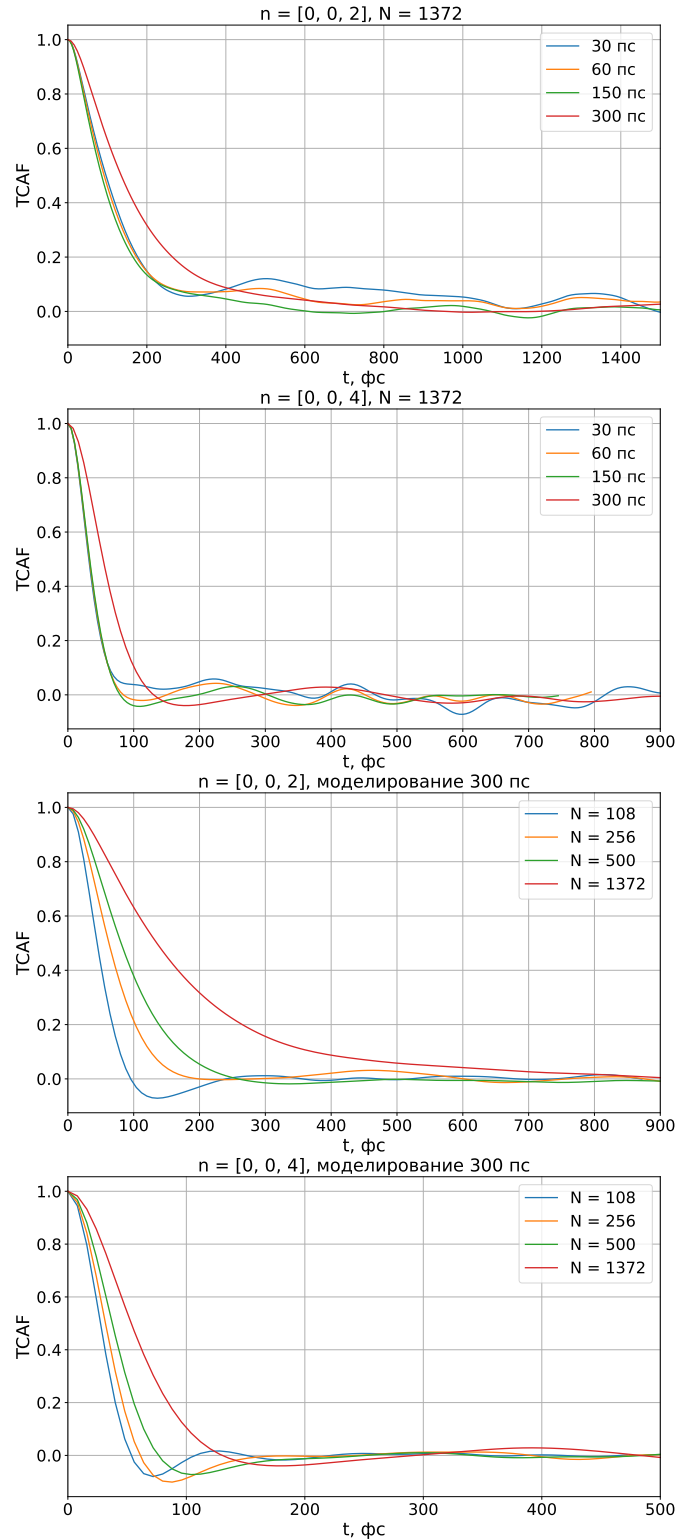 n = [0, 0, 2], N = 1372
1.0
0.8
0.6
0.4
0.2
0.0
TCAF
30 пс
60 пс
150 пс
300 пс
0 200 400 600 800 1000 1200 1400
t, фс
n = [0, 0, 4], N = 1372
1.0
0.8
0.6
0.4
0.2
0.0
TCAF
30 пс
60 пс
150 пс
300 пс
0 100 200 300 400 500 600 700 800 900
t, фс
n = [0, 0, 2], моделирование 300 пс
1.0
0.8
0.6
0.4
0.2
0.0
TCAF
N = 108
N = 256
N = 500
N = 1372
0 100 200 300 400 500 600 700 800 900
t, фс
n = [0, 0, 4], моделирование 300 пс
1.0
0.8
0.6
0.4
0.2
0.0
TCAF
N = 108
N = 256
N = 500
N = 1372
0 100 200 300 400 500
t, фс